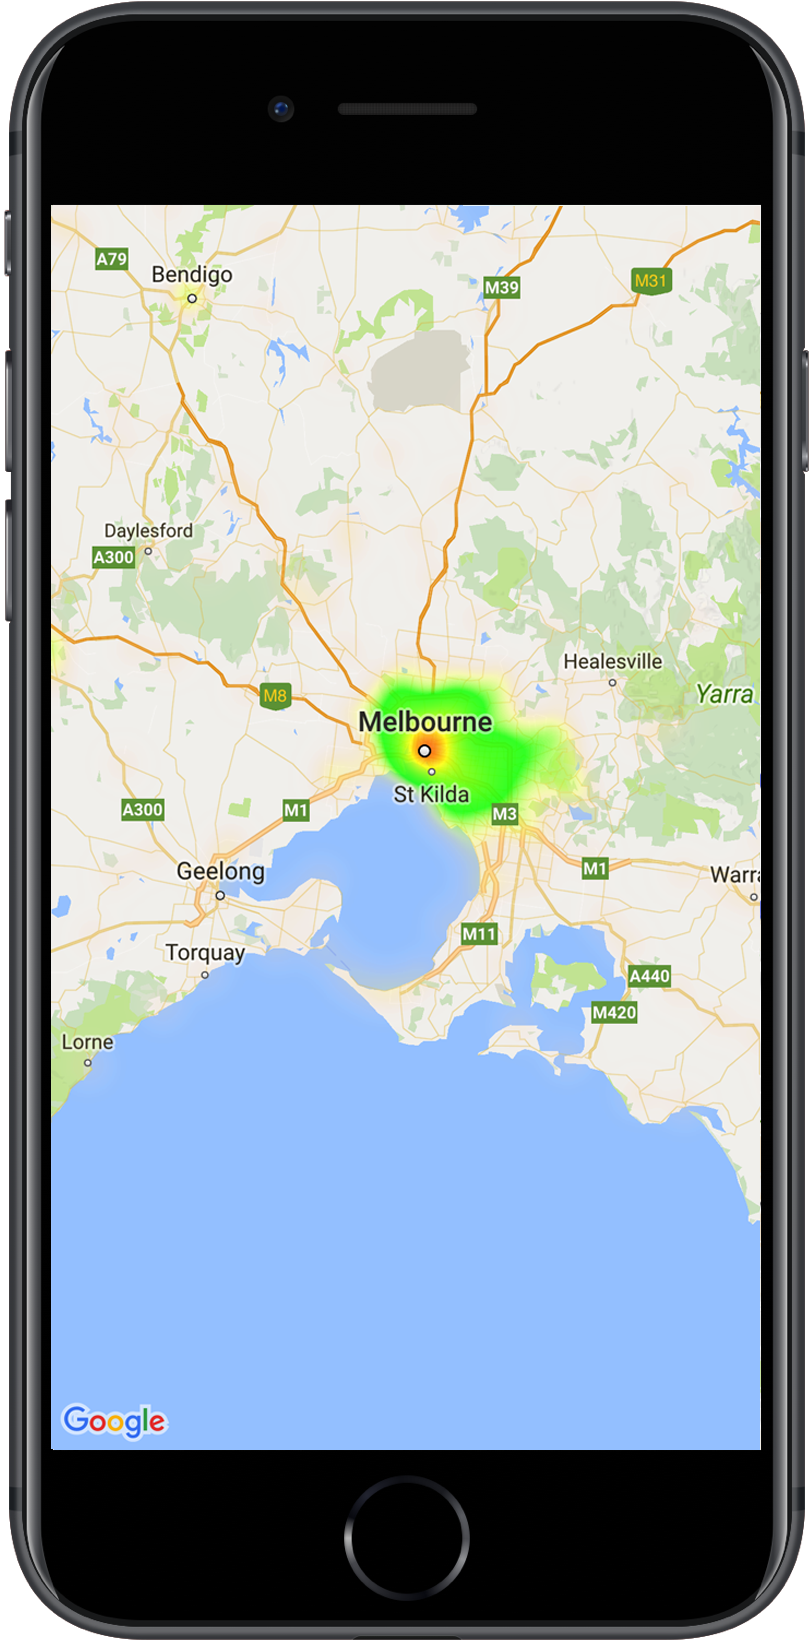 A79
Bendigo
M39
M31
Daylesford
A300
Healesville
Yarra
M8
Melbourne
St Kilda
A300
M1
M3
Geelong
M1
Warra
M11
Torquay
A440
M420
Lorne
Google